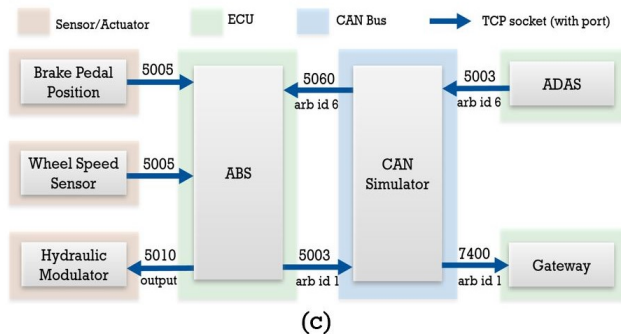 Sensor/Actuator
ECU
CAN Bus
TCP socket (with port)
Brake Pedal
Position
5005
ABS
5060
arb id 6
CAN
Simulator
5003
arb id 6
ADAS
Wheel Speed
Sensor
5005
Hydraulic
Modulator
5010
output
5003
arb id 1
7400
arb id 1
Gateway
(c)